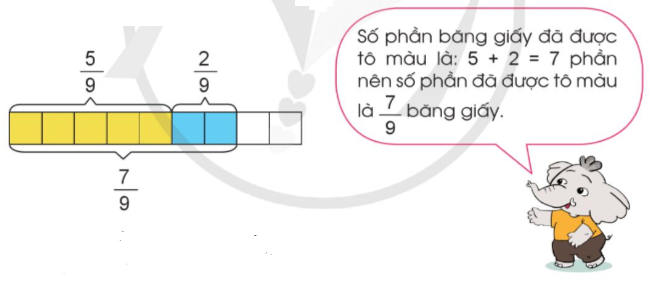 5/9 2/9
7/9
Số phần băng giấy đã được
tô màu là: 5 + 2 = 7 phần
nên số phần đã được tô màu
là 7/9 băng giấy.